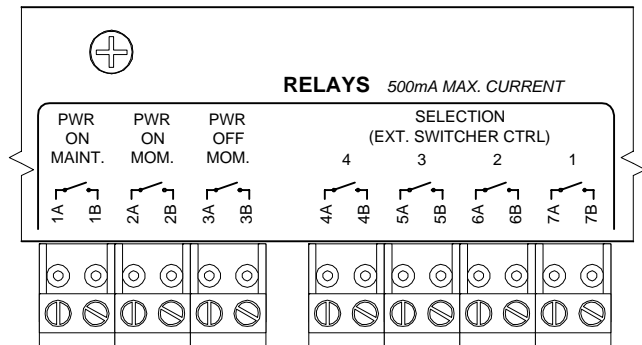 RELAYS 500mA MAX. CURRENT
PWR
ON
MAINT.
PWR
ON
MOM.
PWR
OFF
MOM.
SELECTION
(EXT. SWITCHER CTRL)
4 3 2 1
1A 1B 2A 2B 3A 3B 4A 4B 5A 5B 6A 6B 7A 7B